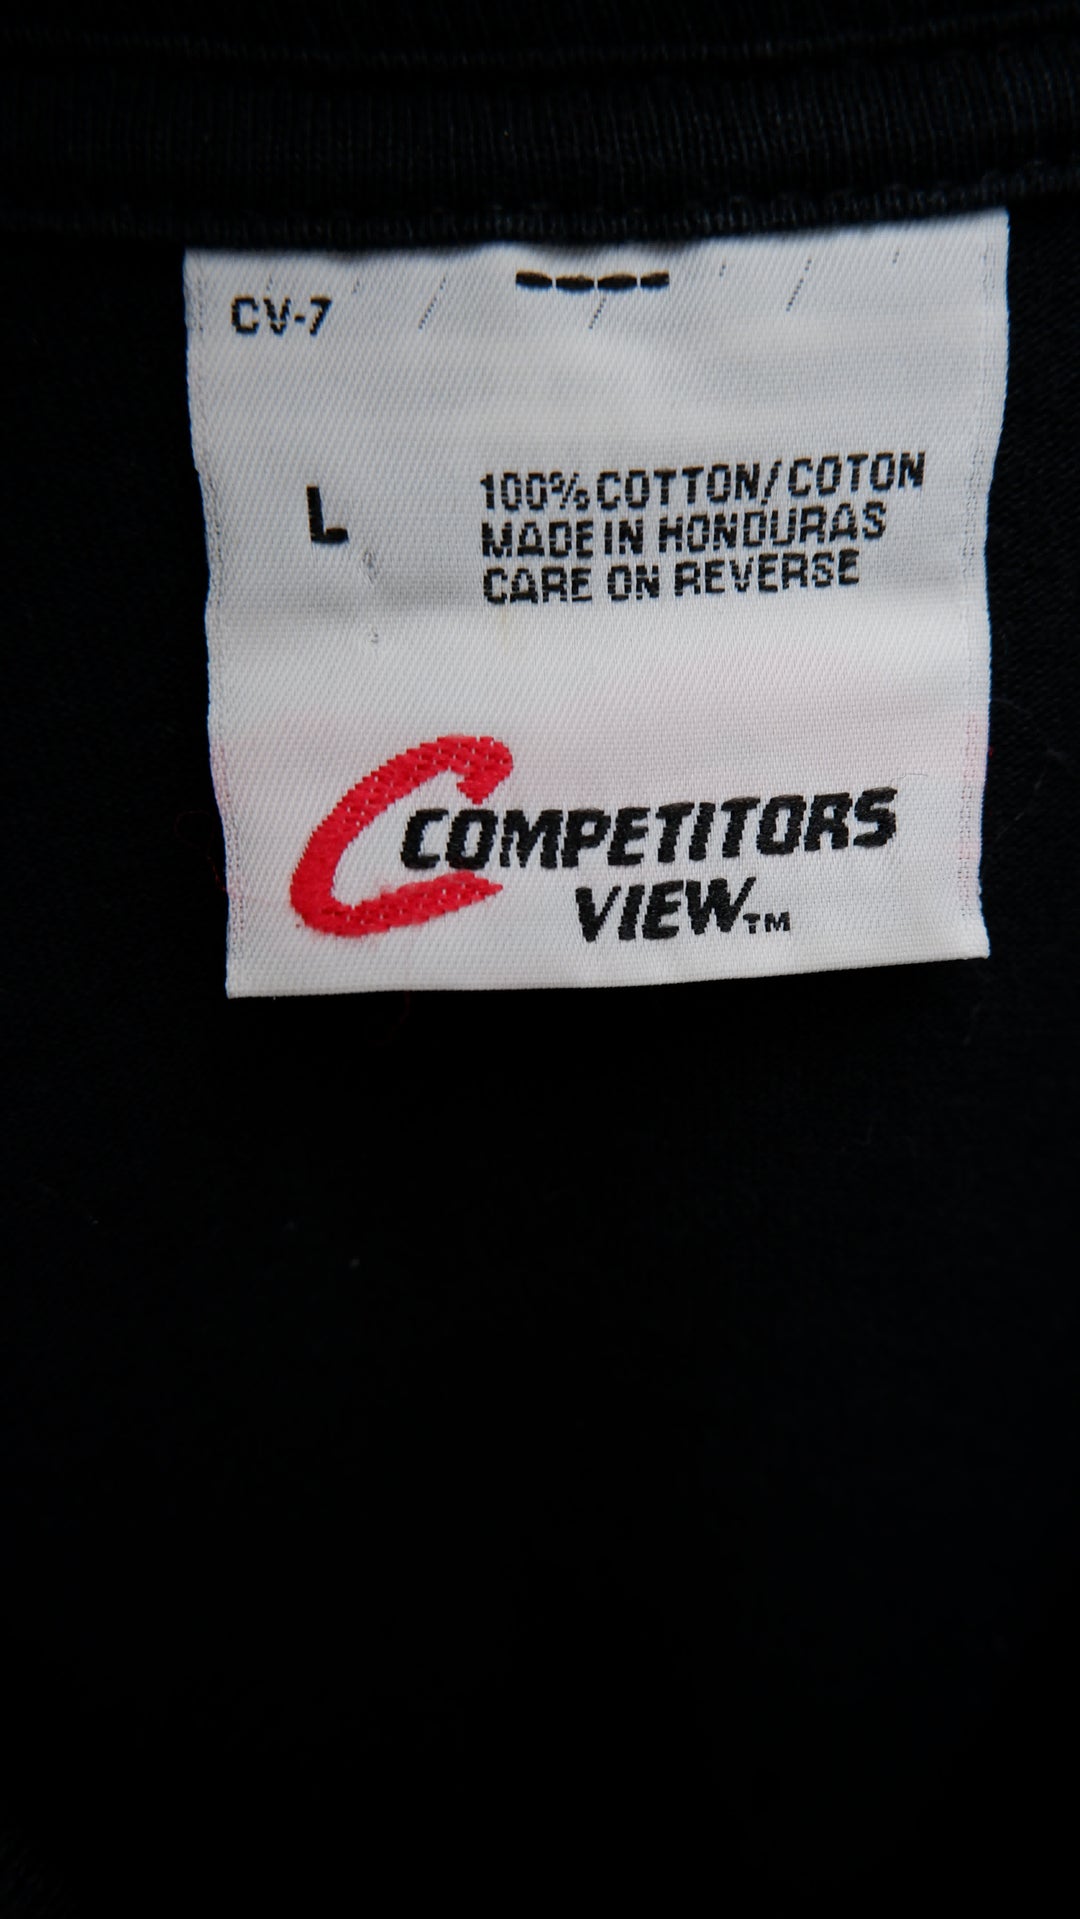 CV-7
L
100% COTTON/COTON
MADE IN HONDURAS
CARE ON REVERSE
COMPETITORS
VIEW™